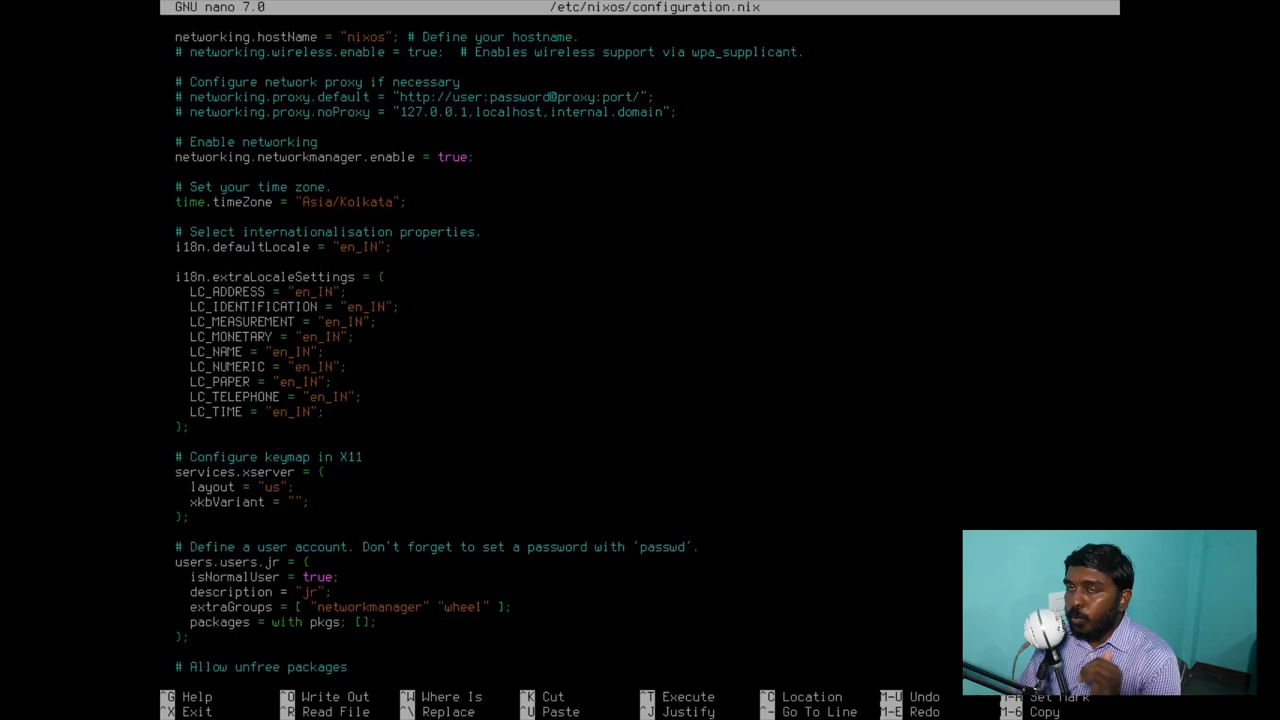 GNU nano 7.0 /etc/nixos/configuration.nix
networking.hostName = "nixos"; # Define your hostname.
# networking.wireless.enable = true;  # Enables wireless support via wpa_supplicant.
# Configure network proxy if necessary
# networking.proxy.default = "http://user:password@proxy:port/";
# networking.proxy.noProxy = "127.0.0.1,localhost,internal.domain";
# Enable networking
networking.networkmanager.enable = true;
# Set your time zone.
time.timeZone = "Asia/Kolkata";
# Select internationalisation properties.
i18n.defaultLocale = "en_IN";
i18n.extraLocaleSettings = {
LC_ADDRESS = "en_IN";
LC_IDENTIFICATION = "en_IN";
LC_MEASUREMENT = "en_IN";
LC_MONETARY = "en_IN";
LC_NAME = "en_IN";
LC_NUMERIC = "en_IN";
LC_PAPER = "en_IN";
LC_TELEPHONE = "en_IN";
LC_TIME = "en_IN";
};
# Configure keymap in X11
services.xserver = {
layout = "us";
xkbVariant = "";
};
# Define a user account. Don't forget to set a password with ‘passwd’.
users.users.jr = {
isNormalUser = true;
description = "jr";
extraGroups = [ "networkmanager" "wheel" ];
packages = with pkgs; [];
};
# Allow unfree packages
^G Help ^O Write Out ^W Where Is ^K Cut ^T Execute ^C Location M-U Undo Set Mark
^X Exit ^R Read File ^\ Replace ^U Paste ^J Justify ^- Go To Line M-E Redo M-6 Copy